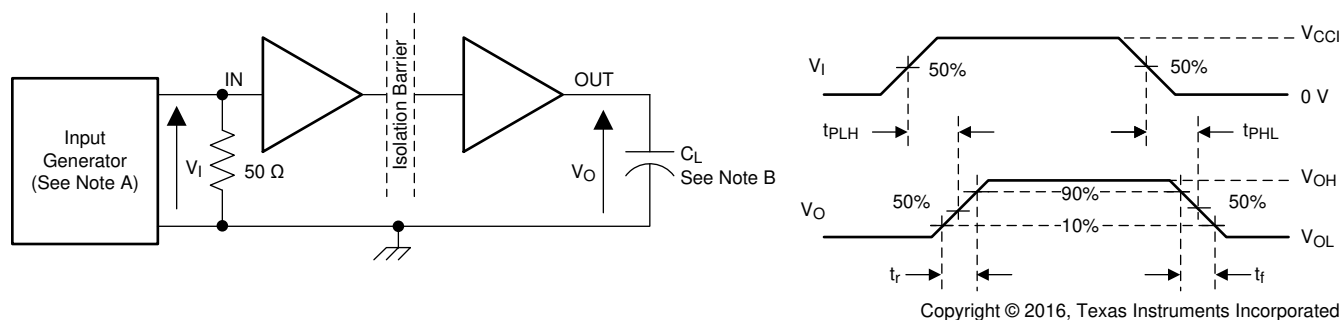 Input
Generator
(See Note A)
V_I
IN
50 Ω
Isolation Barrier
OUT
V_O
C_L
See Note B
V_I
50%
50%
V_CCI
0 V
t_PLH
t_PHL
V_O
50%
90%
10%
50%
V_OH
V_OL
t_r
t_f
Copyright © 2016, Texas Instruments Incorporated